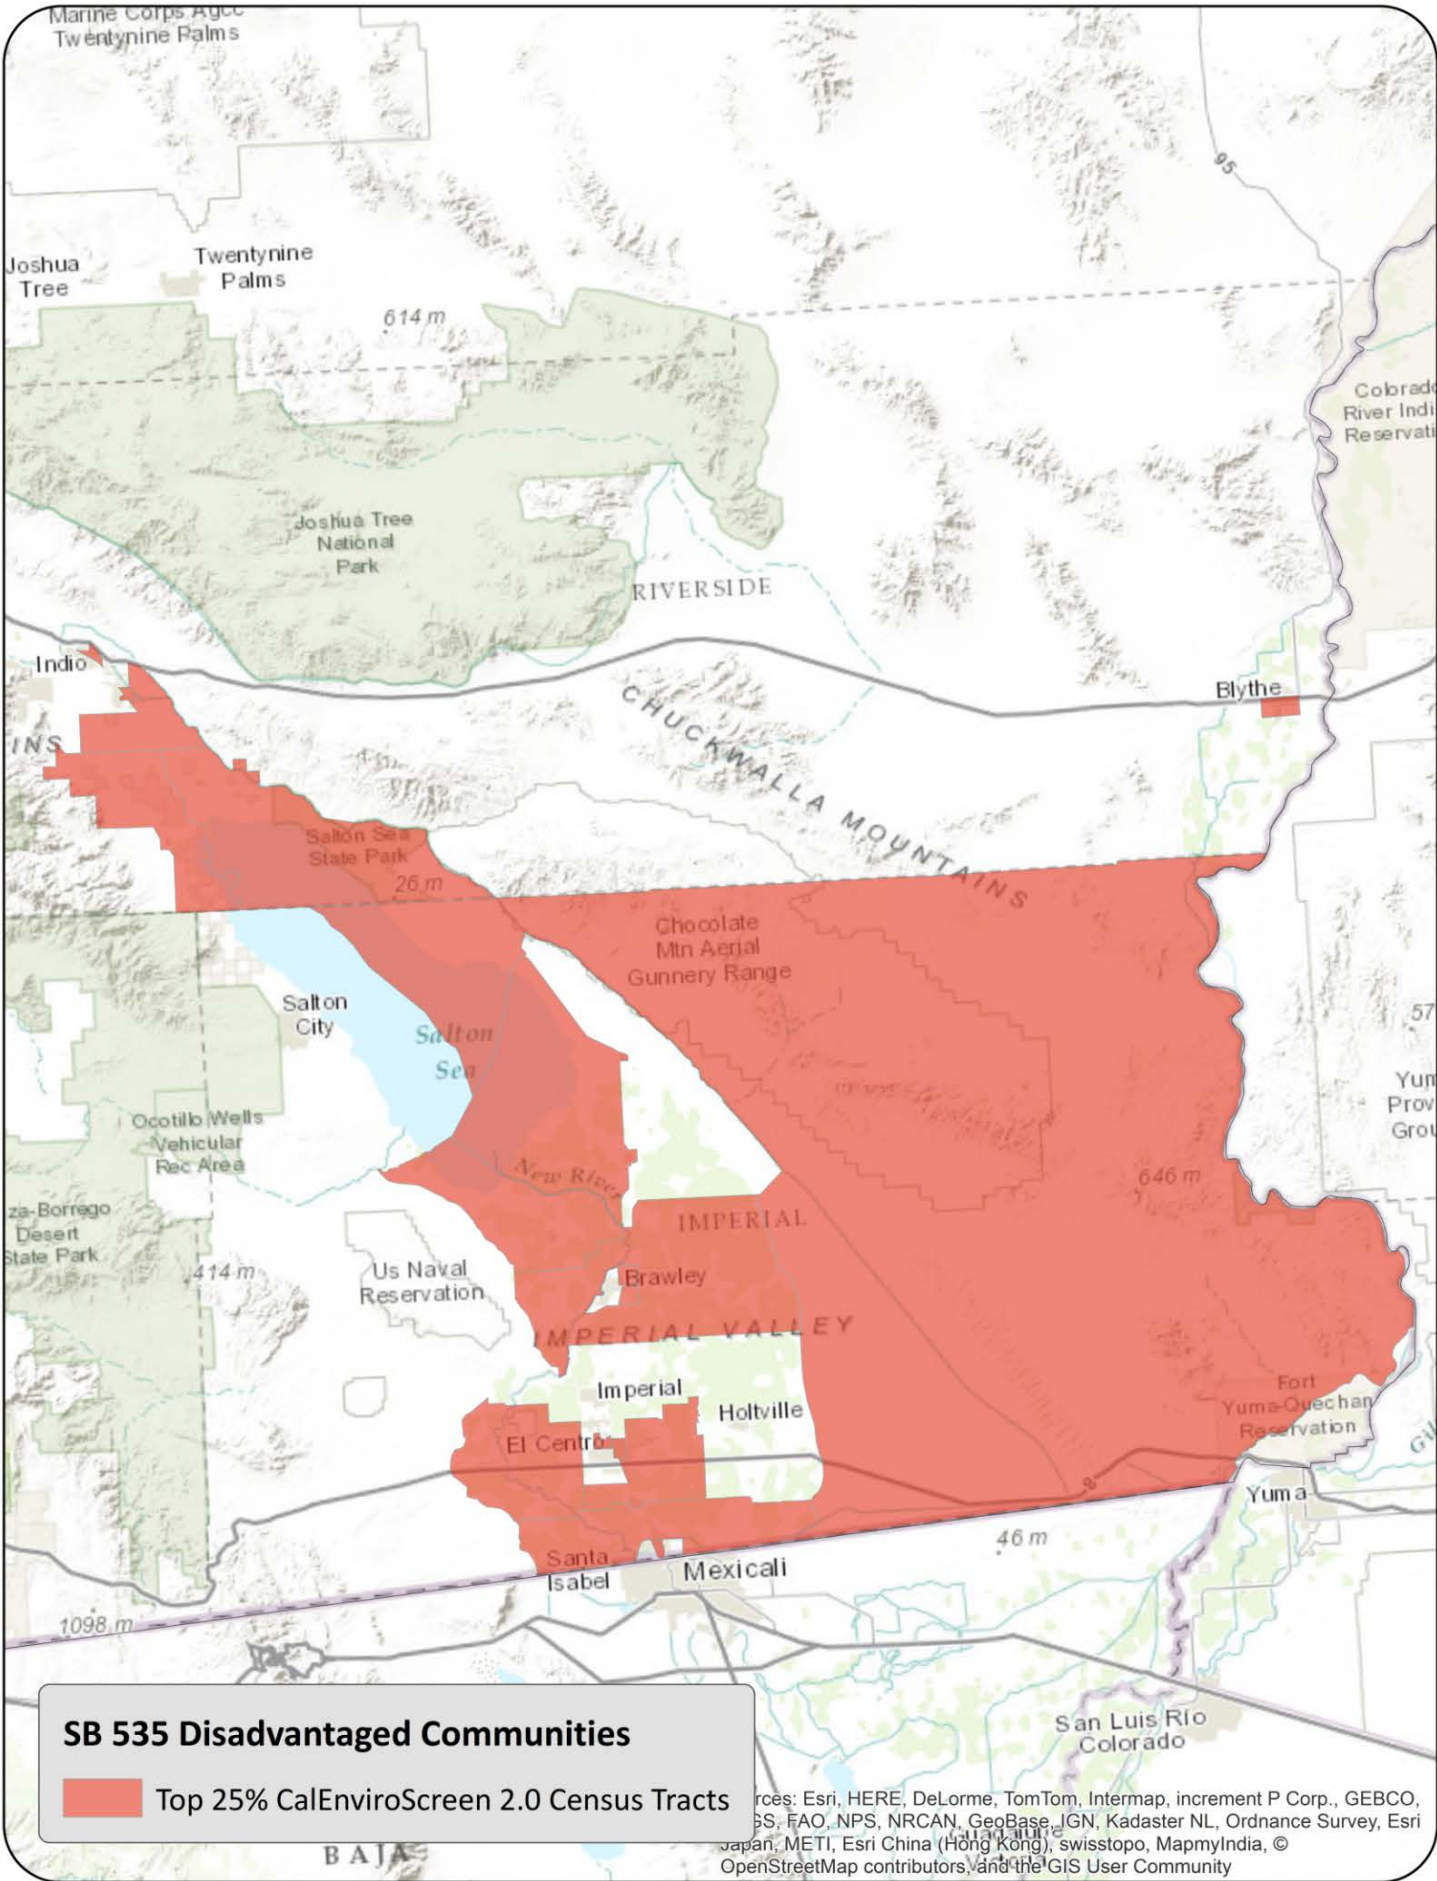 Marine Corps Agcc
Twentynine Palms
95
Joshua
Tree
Twentynine
Palms
614 m
Colorad
River Indi
Reservati
Joshua Tree
National
Park
RIVERSIDE
Indio
Blythe
INS
CHUCKWALLA MOUNTAINS
Salton Sea
State Park
26 m
Chocolate
Mtn Aerial
Gunnery Range
Salton
City
Salton
Sea
57
Yum
Prov
Grou
Ocotillo Wells
Vehicular
Rec Area
New River
646 m
za-Borrego
Desert
State Park
IMPERIAL
414 m
Us Naval
Reservation
Brawley
IMPERIAL VALLEY
Imperial
Holtville
Fort
Yuma-Quechan
Reservation
El Centro
Gil
8
Yuma
46 m
Santa
Isabel
Mexicali
1098 m
San Luis Río
Colorado
SB 535 Disadvantaged Communities
Top 25% CalEnviroScreen 2.0 Census Tracts
rces: Esri, HERE, DeLorme, TomTom, Intermap, increment P Corp., GEBCO,
GS, FAO, NPS, NRCAN, GeoBase, IGN, Kadaster NL, Ordnance Survey, Esri
Japan, METI, Esri China (Hong Kong), swisstopo, MapmyIndia, ©
OpenStreetMap contributors, and the GIS User Community
Guadalupe
Victoria
BAJA